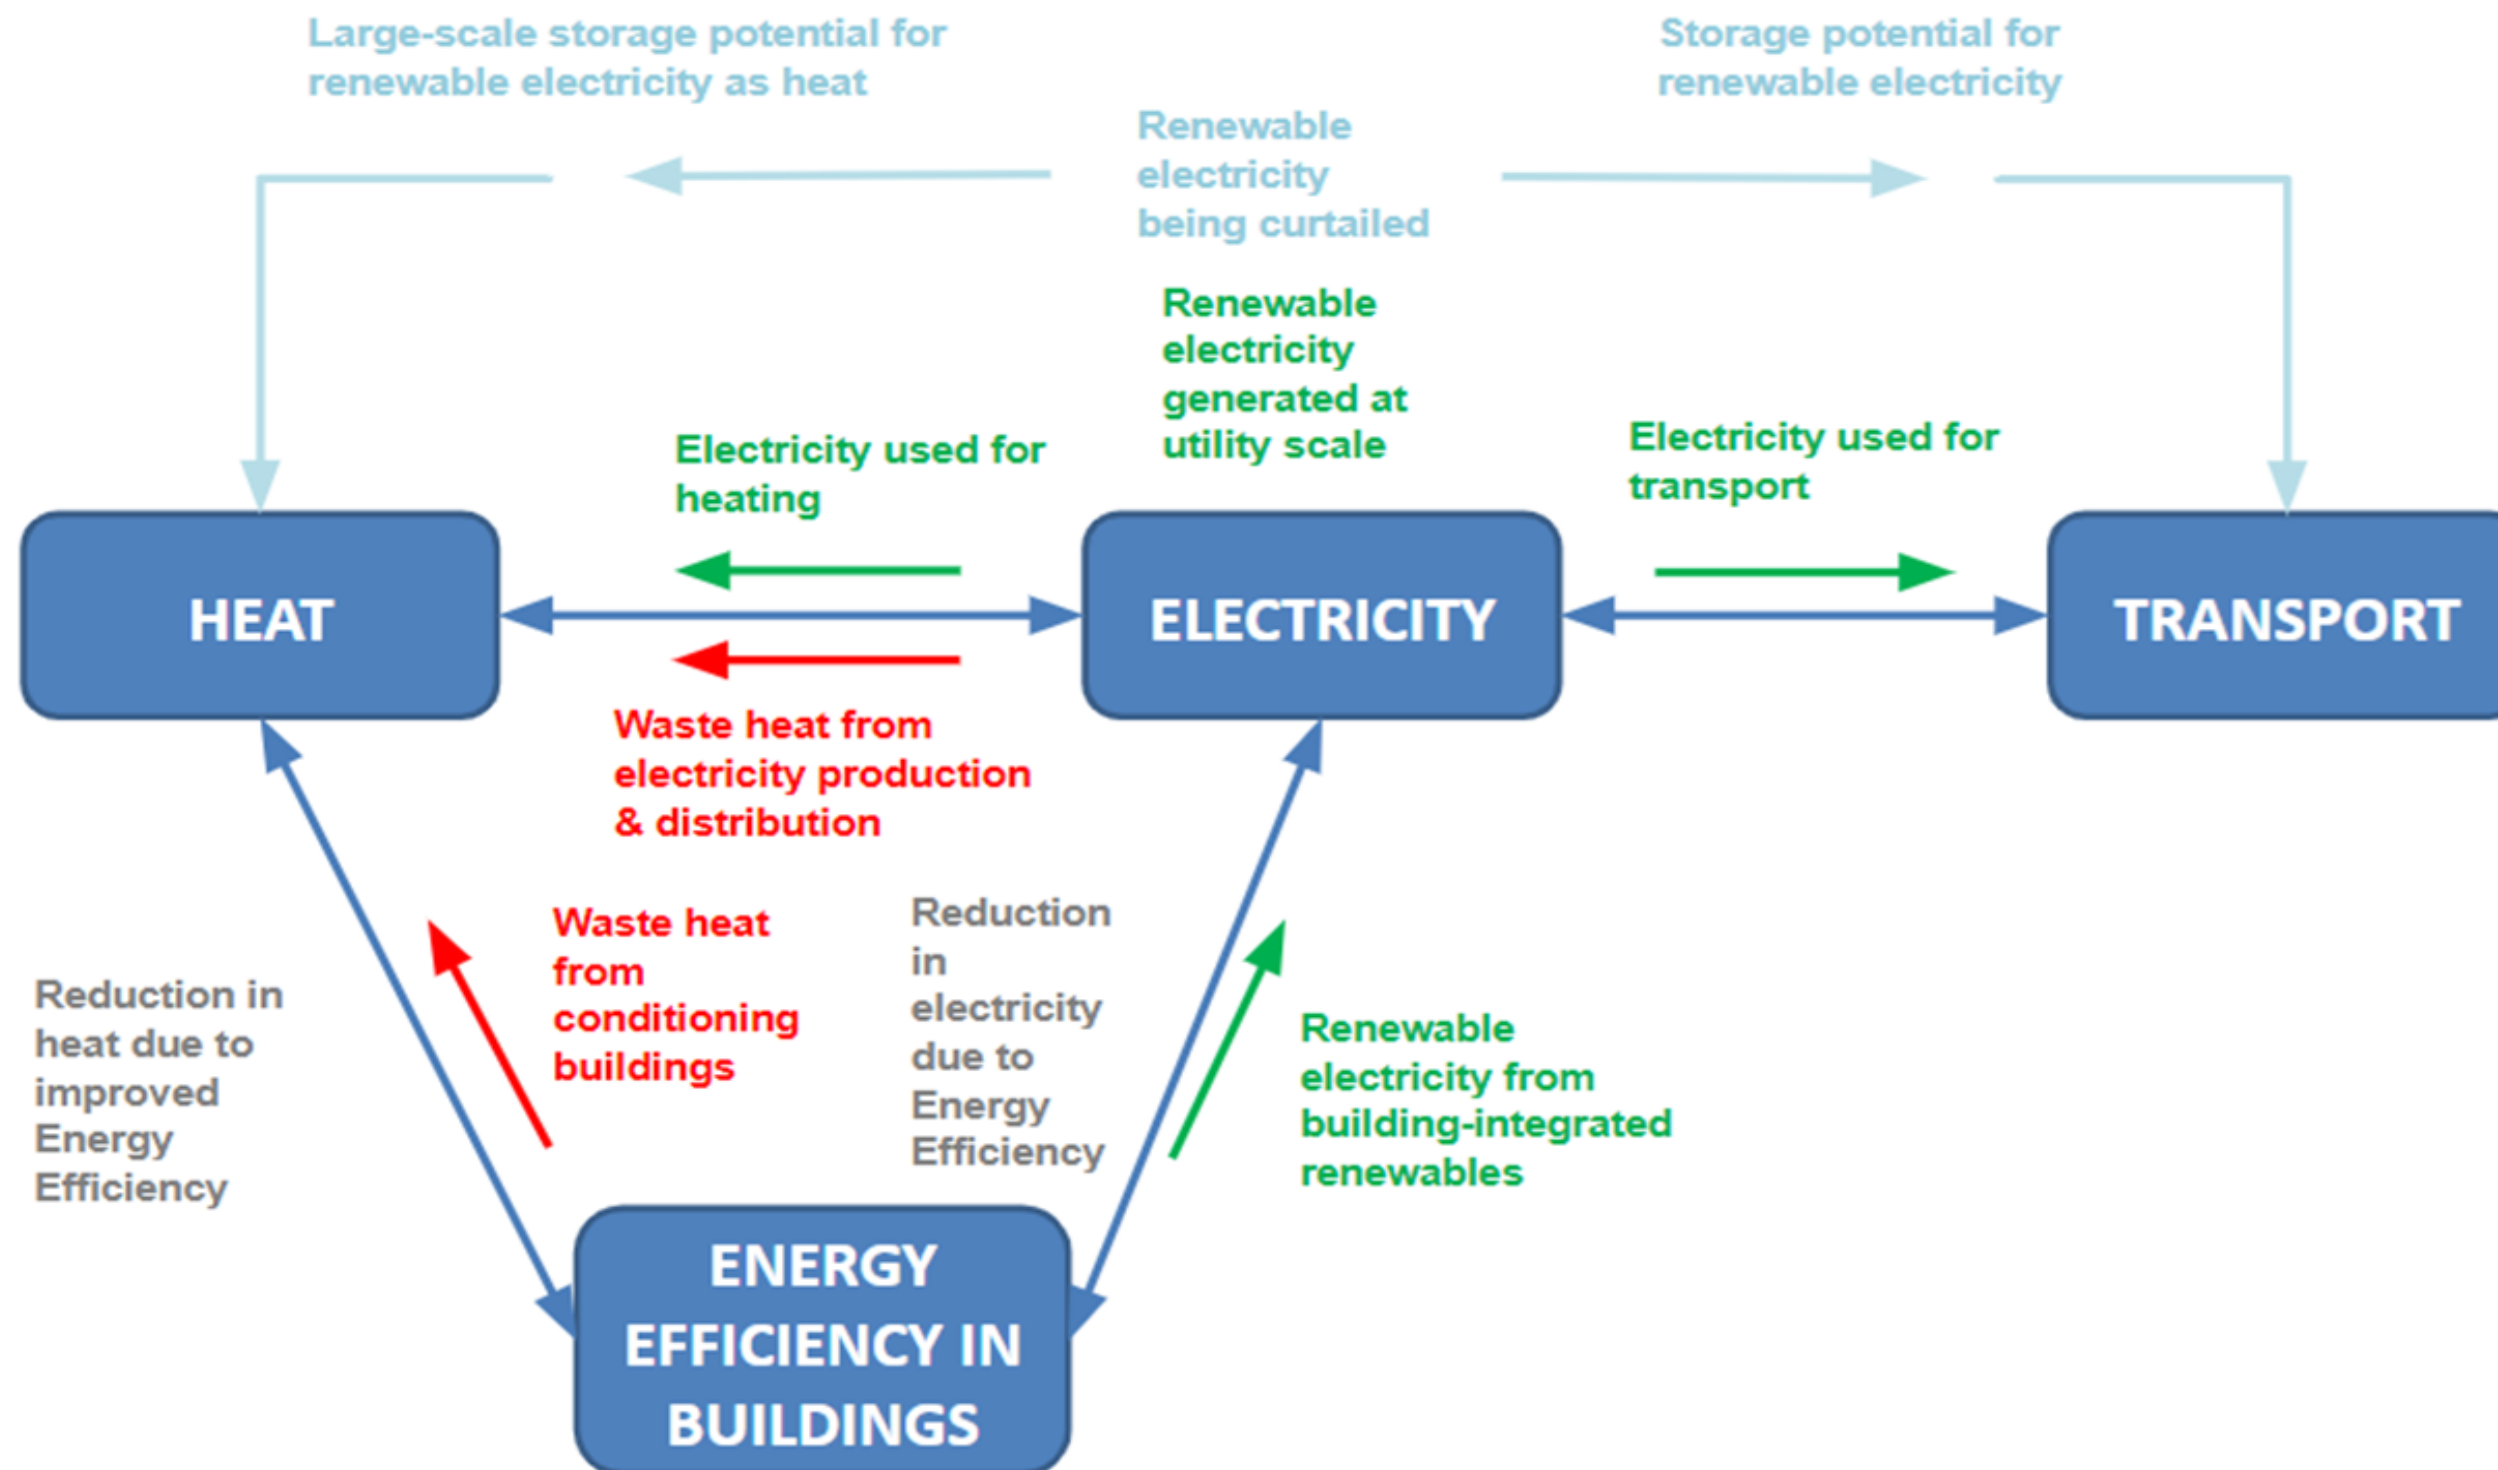 Large-scale storage potential for
renewable electricity as heat
Storage potential for
renewable electricity
Renewable
electricity
being curtailed
Renewable
electricity
generated at
utility scale
Electricity used for
heating
Electricity used for
transport
HEAT
ELECTRICITY
TRANSPORT
Waste heat from
electricity production
& distribution
Reduction in
heat due to
improved
Energy
Efficiency
Waste heat
from
conditioning
buildings
Reduction
in
electricity
due to
Energy
Efficiency
Renewable
electricity from
building-integrated
renewables
ENERGY
EFFICIENCY IN
BUILDINGS